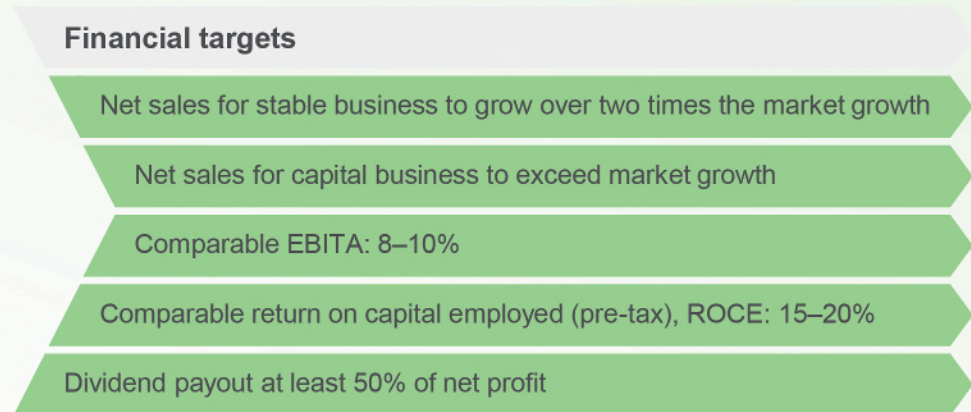 Financial targets
Net sales for stable business to grow over two times the market growth
Net sales for capital business to exceed market growth
Comparable EBITA: 8–10%
Comparable return on capital employed (pre-tax), ROCE: 15–20%
Dividend payout at least 50% of net profit